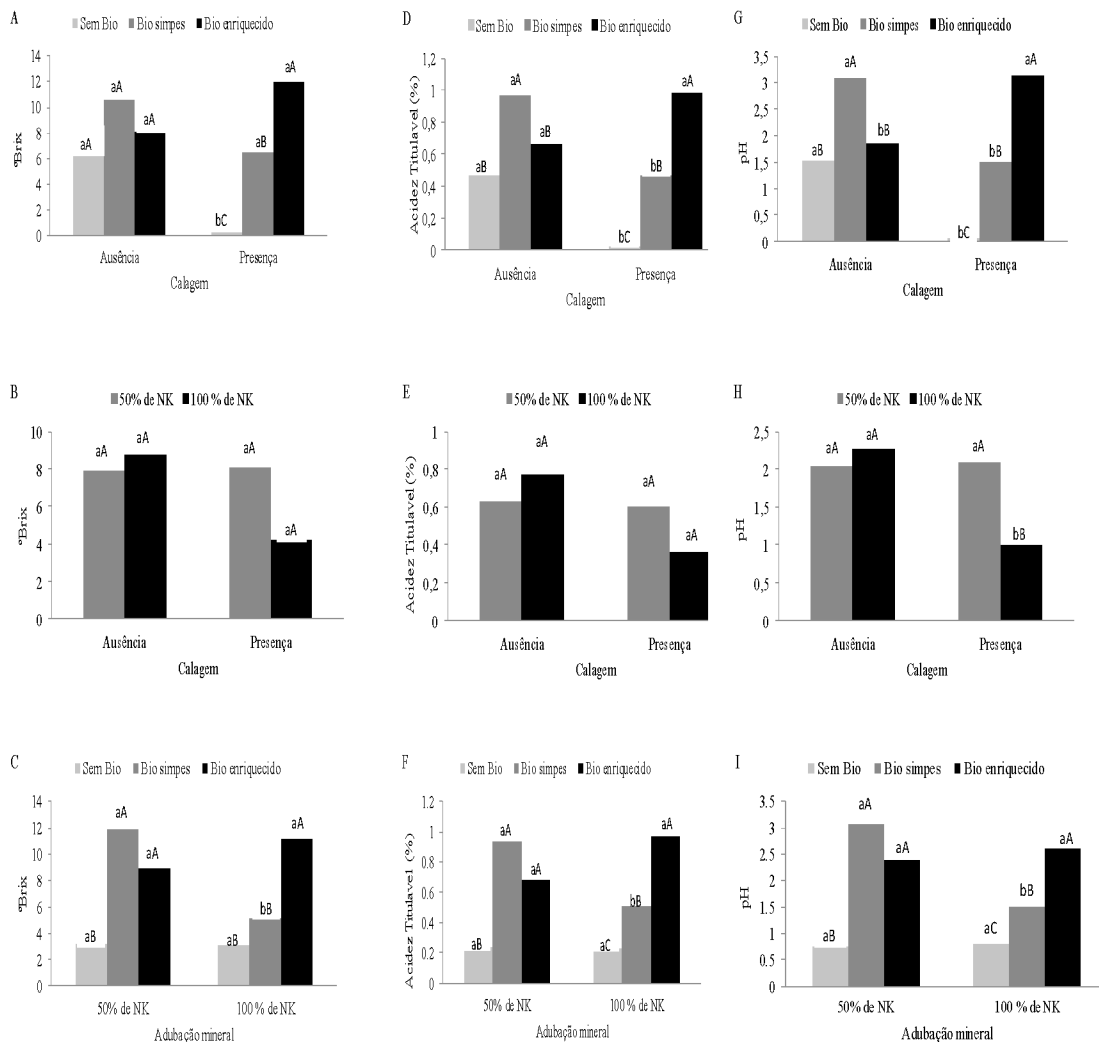 A
Sem Bio Bio simpes Bio enriquecido
14
12
10
8
6
4
2
0
ºBrix
aA
aA
aA
bC
aB
aA
Ausência Presença
Calagem
D
Sem Bio Bio simpes Bio enriquecido
1,2
1
0,8
0,6
0,4
0,2
0
Acidez Titulavel (%)
aB
aA
aB
bC
bB
aA
Ausência Presença
Calagem
G
Sem Bio Bio simpes Bio enriquecido
3,5
3
2,5
2
1,5
1
0,5
0
pH
aB
aA
bB
bC
bB
aA
Ausência Presença
Calagem
B
50% de NK 100 % de NK
10
8
6
4
2
0
ºBrix
aA
aA
aA
aA
Ausência Presença
Calagem
E
50% de NK 100 % de NK
1
0,8
0,6
0,4
0,2
0
Acidez Titulavel (%)
aA
aA
aA
aA
Ausência Presença
Calagem
H
50% de NK 100 % de NK
2,5
2
1,5
1
0,5
0
pH
aA
aA
aA
bB
Ausência Presença
Calagem
C
Sem Bio Bio simpes Bio enriquecido
14
12
10
8
6
4
2
0
ºBrix
aB
aA
aA
aB
bB
aA
50% de NK 100 % de NK
Adubação mineral
F
Sem Bio Bio simpes Bio enriquecido
1.2
1
0.8
0.6
0.4
0.2
0
Acidez Titulavel (%)
aB
aA
aA
aC
bB
aA
50% de NK 100 % de NK
Adubação mineral
I
Sem Bio Bio simpes Bio enriquecido
3.5
3
2.5
2
1.5
1
0.5
0
pH
aB
aA
aA
aC
bB
aA
50% de NK 100 % de NK
Adubação mineral